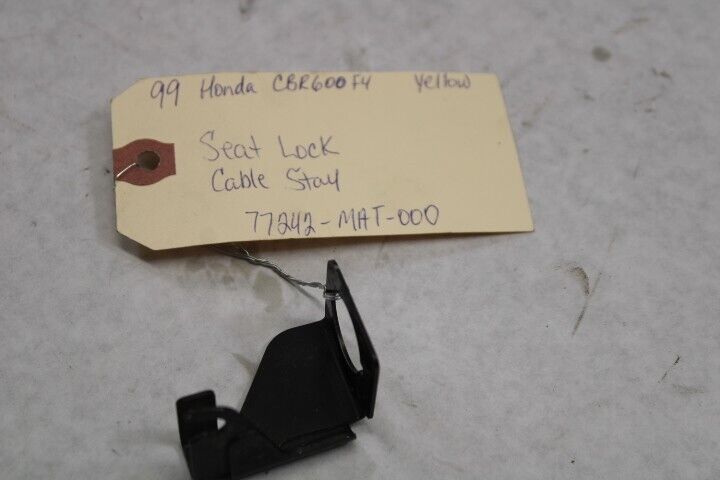 99 Honda CBR600F4 Yellow
Seat Lock
Cable Stay
77242-MAT-000